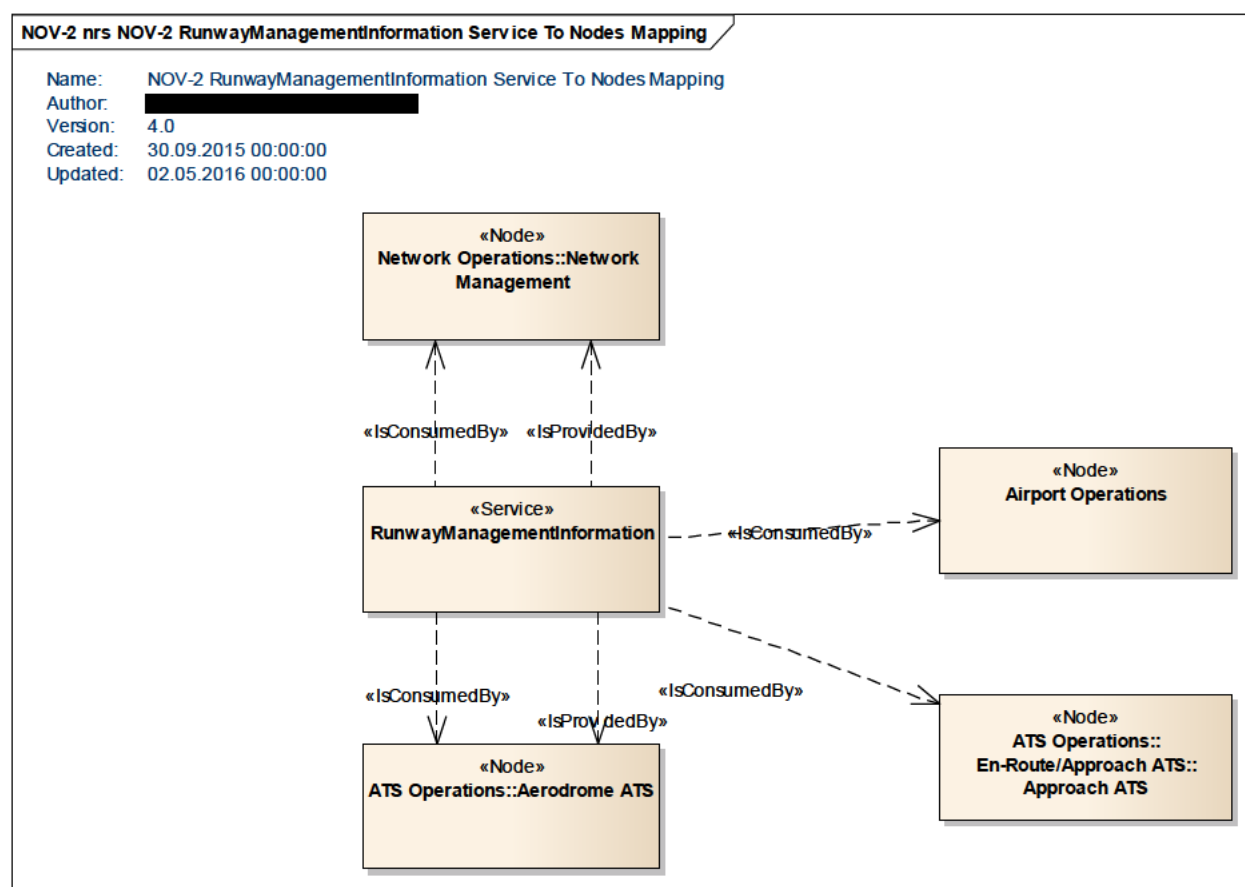 NOV-2 nrs NOV-2 RunwayManagementInformation Service To Nodes Mapping
Name: NOV-2 RunwayManagementInformation Service To Nodes Mapping
Author:
Version: 4.0
Created: 30.09.2015 00:00:00
Updated: 02.05.2016 00:00:00
«Node»
Network Operations::Network
Management
«IsConsumedBy» «IsProvidedBy»
«Service»
RunwayManagementInformation
«IsConsumedBy»
«Node»
Airport Operations
«IsConsumedBy»
«IsProvidedBy»
«IsConsumedBy»
«Node»
ATS Operations::Aerodrome ATS
«Node»
ATS Operations::
En-Route/Approach ATS::
Approach ATS